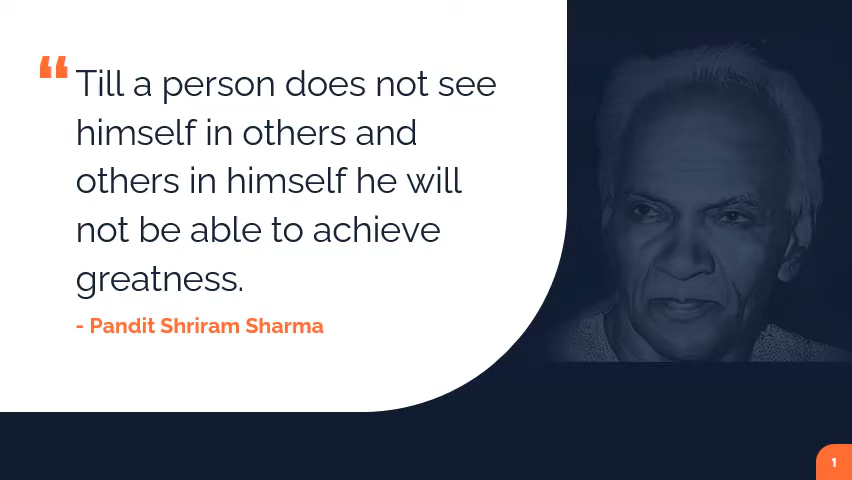 “ Till a person does not see
himself in others and
others in himself he will
not be able to achieve
greatness.
- Pandit Shriram Sharma
1